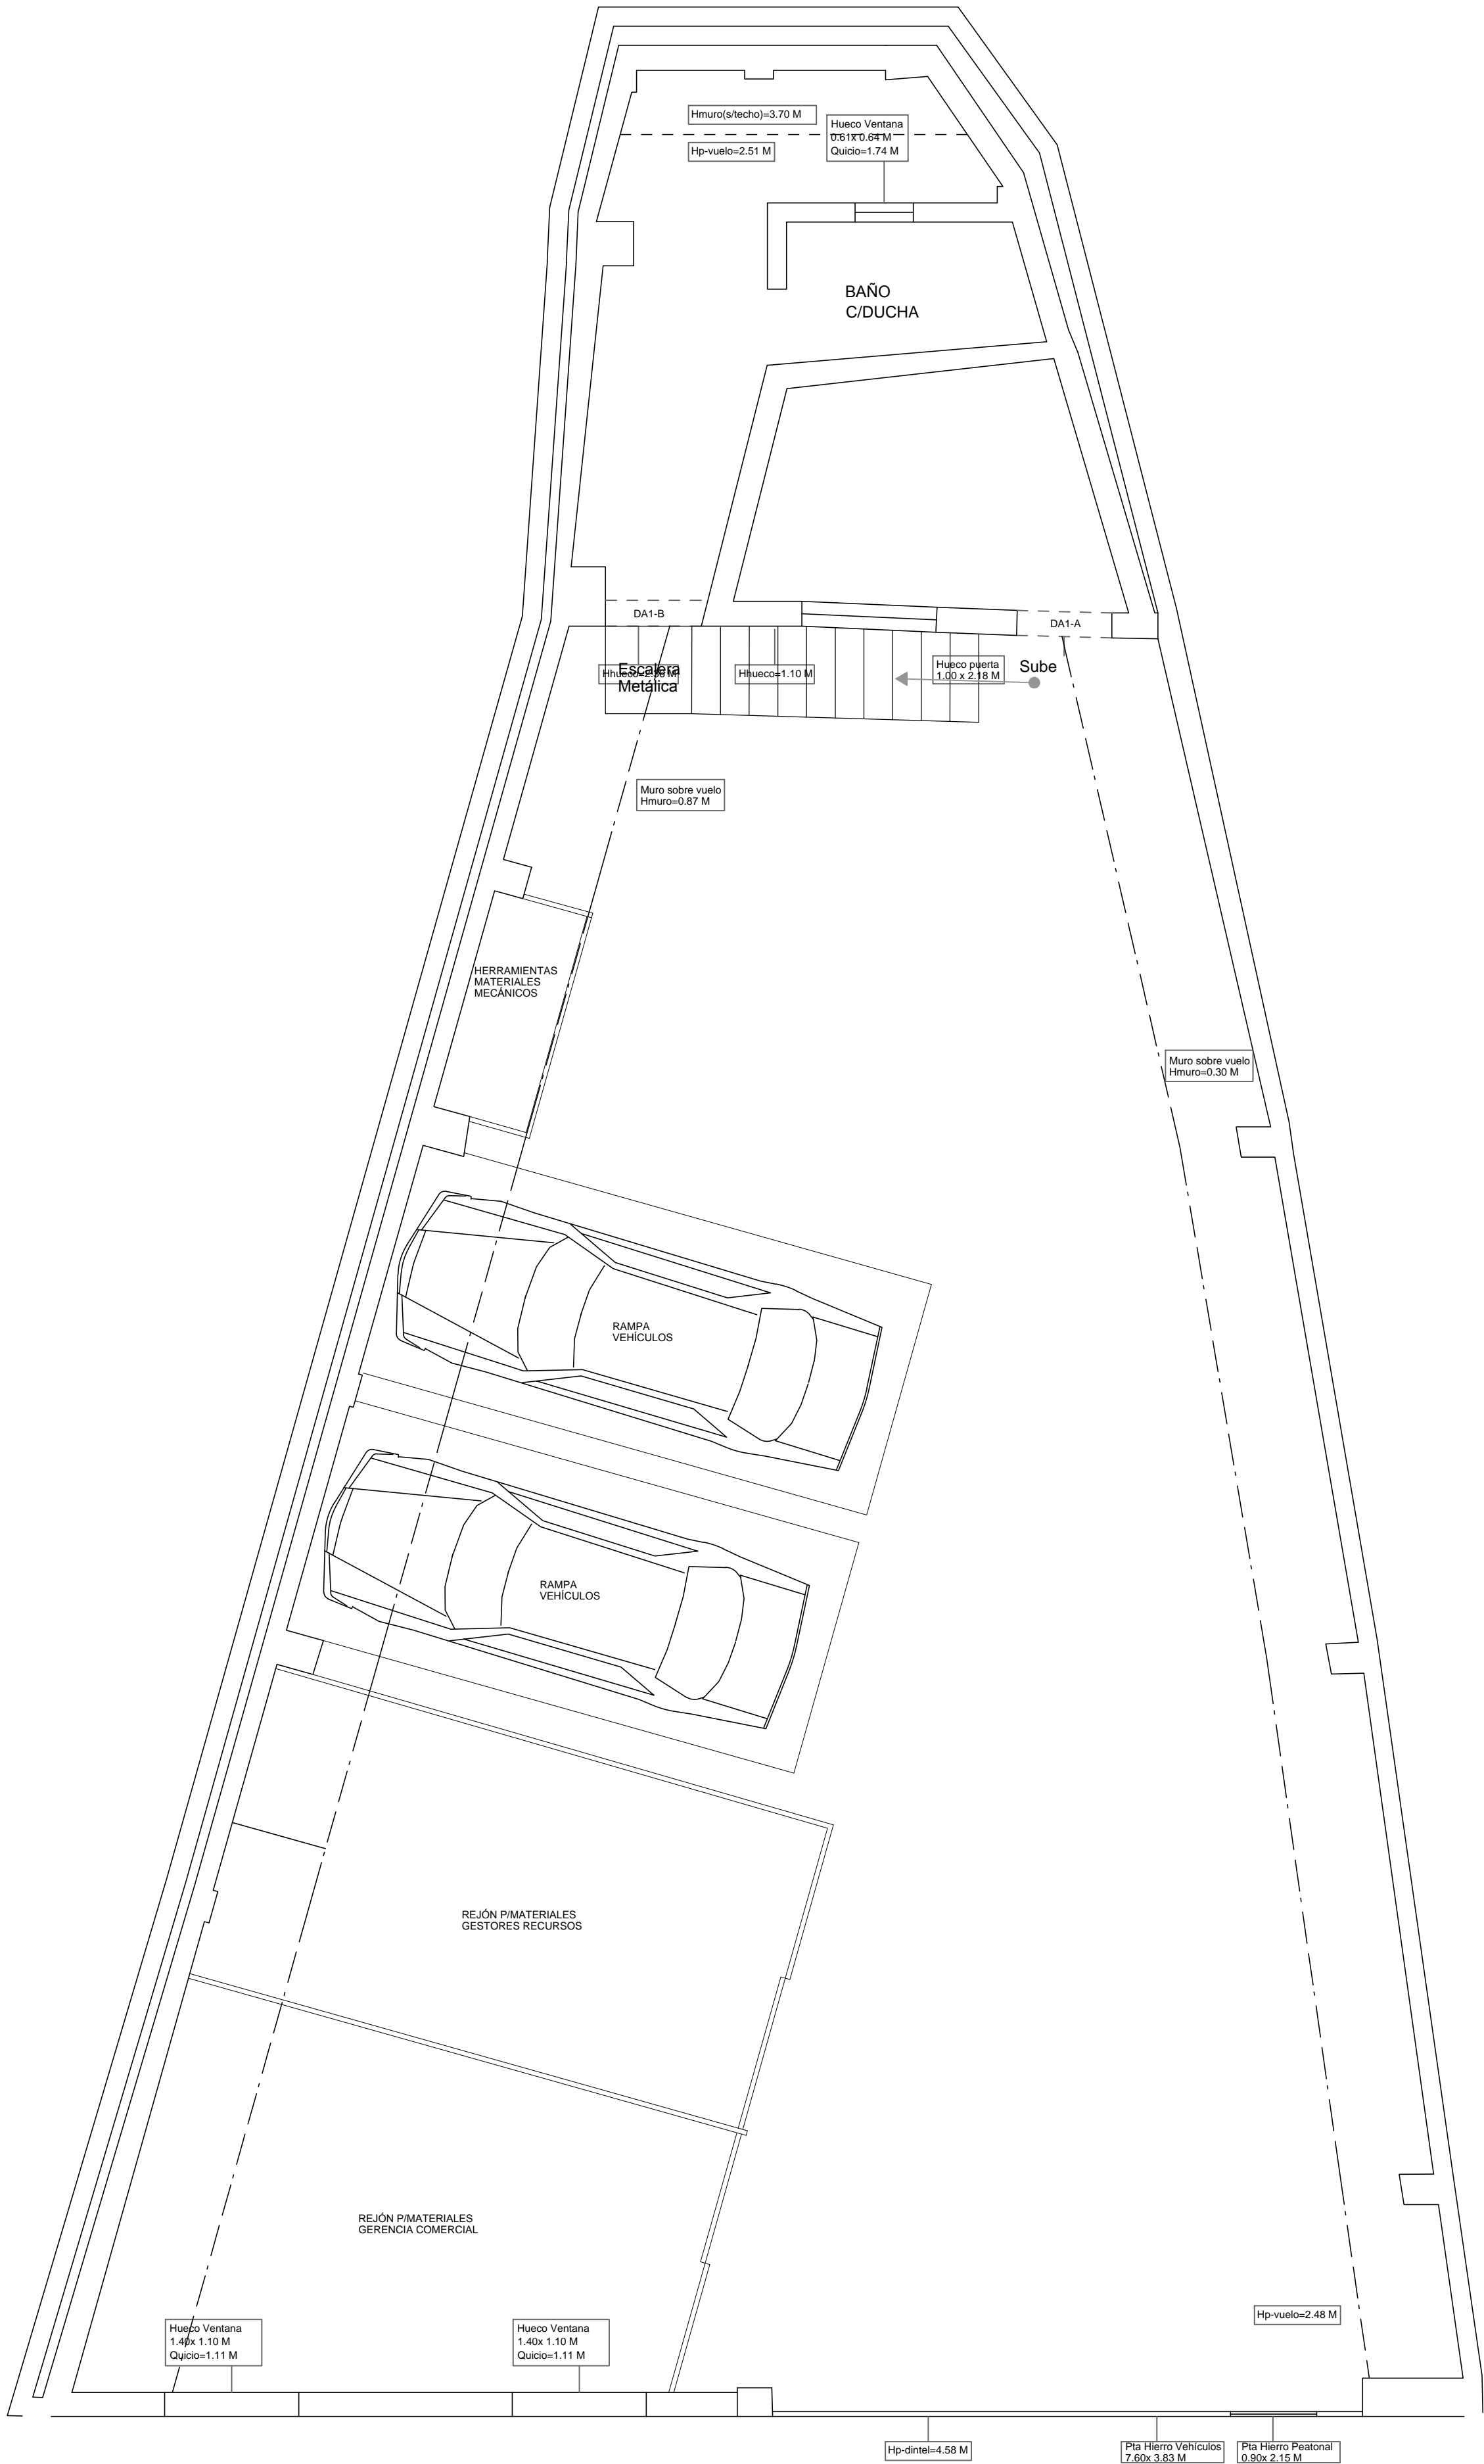 Hmuro(s/techo)=3.70 M
Hueco Ventana
0.61x 0.64 M
Quicio=1.74 M
Hp-vuelo=2.51 M
BAÑO
C/DUCHA
DA1-B
DA1-A
Escalera
Metálica
Hhueco=1.10 M
Hueco puerta
1.00 x 2.18 M
Sube
Muro sobre vuelo
Hmuro=0.87 M
HERRAMIENTAS
MATERIALES
MECÁNICOS
Muro sobre vuelo
Hmuro=0.30 M
RAMPA
VEHÍCULOS
RAMPA
VEHÍCULOS
REJÓN P/MATERIALES
GESTORES RECURSOS
REJÓN P/MATERIALES
GERENCIA COMERCIAL
Hp-vuelo=2.48 M
Hueco Ventana
1.40x 1.10 M
Quicio=1.11 M
Hueco Ventana
1.40x 1.10 M
Quicio=1.11 M
Hp-dintel=4.58 M
Pta Hierro Vehículos
7.60x 3.83 M
Pta Hierro Peatonal
0.90x 2.15 M